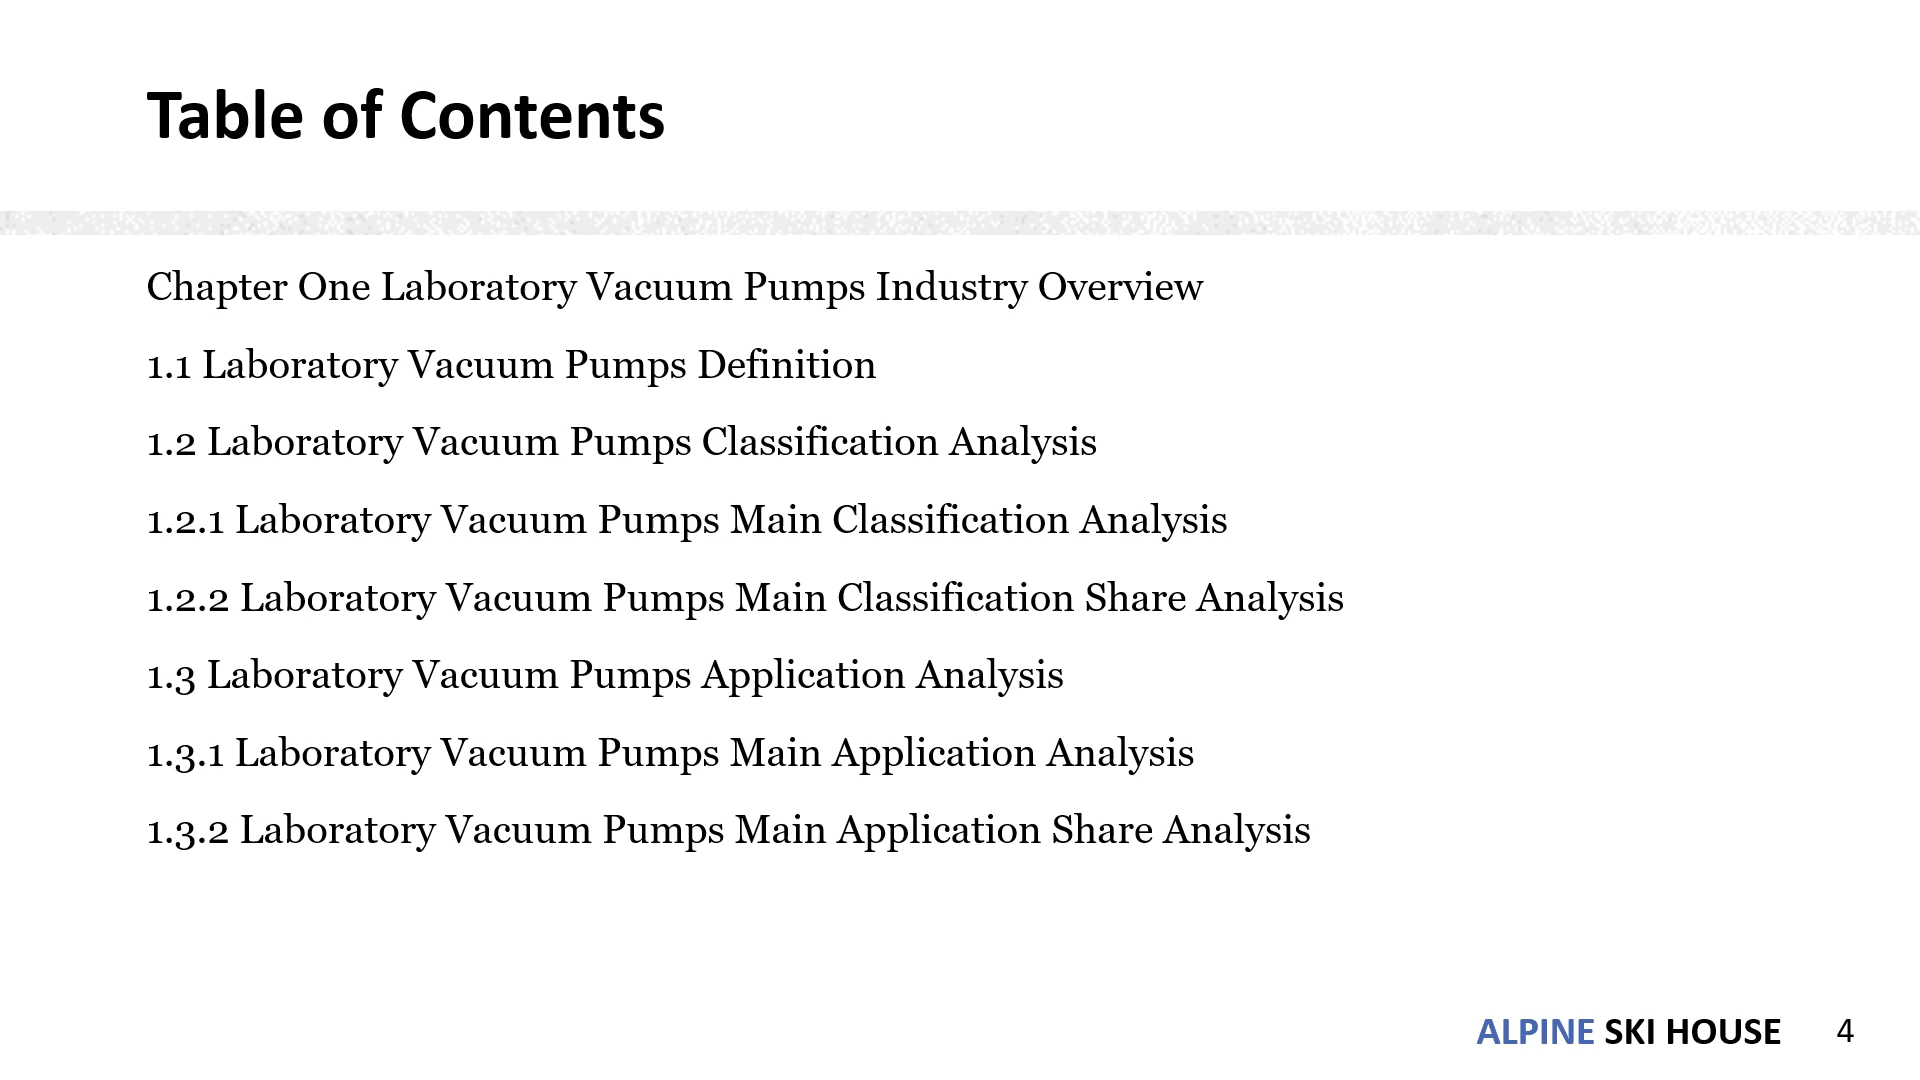 Table of Contents
Chapter One Laboratory Vacuum Pumps Industry Overview
1.1 Laboratory Vacuum Pumps Definition
1.2 Laboratory Vacuum Pumps Classification Analysis
1.2.1 Laboratory Vacuum Pumps Main Classification Analysis
1.2.2 Laboratory Vacuum Pumps Main Classification Share Analysis
1.3 Laboratory Vacuum Pumps Application Analysis
1.3.1 Laboratory Vacuum Pumps Main Application Analysis
1.3.2 Laboratory Vacuum Pumps Main Application Share Analysis
ALPINE SKI HOUSE 4